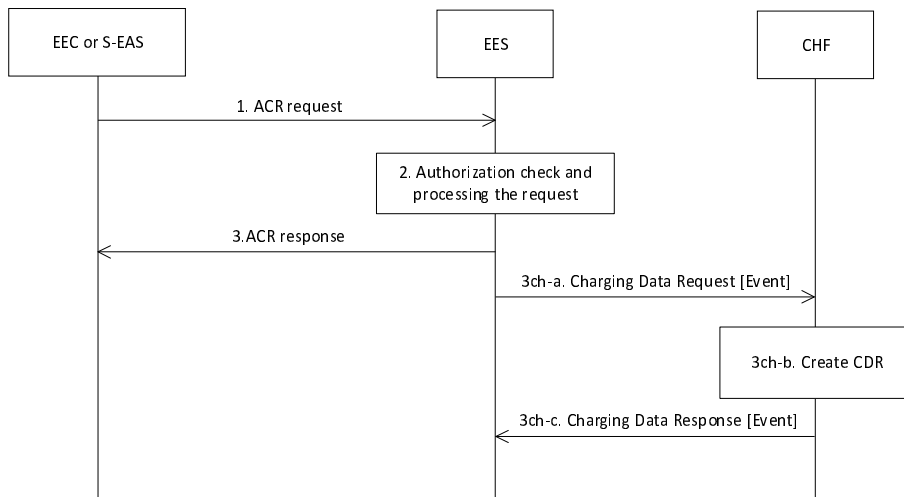 EEC or S-EAS
EES
CHF
1. ACR request
2. Authorization check and
processing the request
3.ACR response
3ch-a. Charging Data Request [Event]
3ch-b. Create CDR
3ch-c. Charging Data Response [Event]